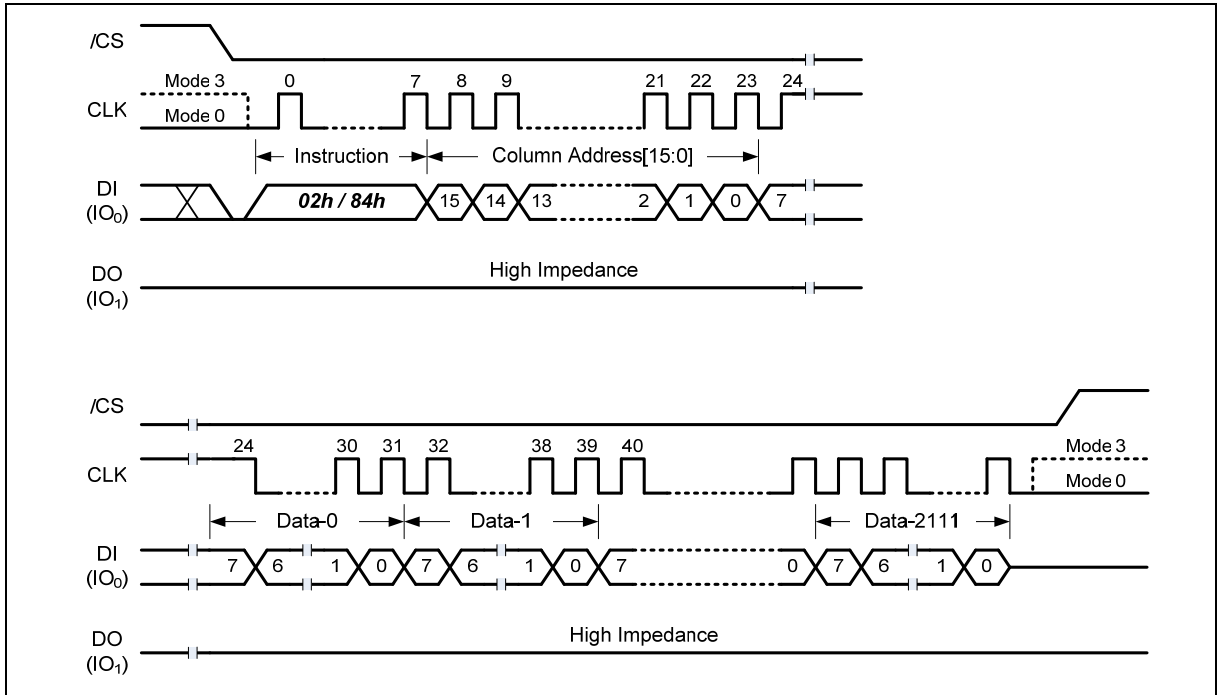 /CS
Mode 3 0 7 8 9 21 22 23 24
CLK
Mode 0
Instruction Column Address[15:0]
DI
(IO₀)
02h / 84h 15 14 13 2 1 0 7
High Impedance
DO
(IO₁)
/CS
24 30 31 32 38 39 40 Mode 3
CLK
Mode 0
Data-0 Data-1 Data-2111
DI
(IO₀)
7 6 1 0 7 6 1 0 7 0 7 6 1 0
High Impedance
DO
(IO₁)